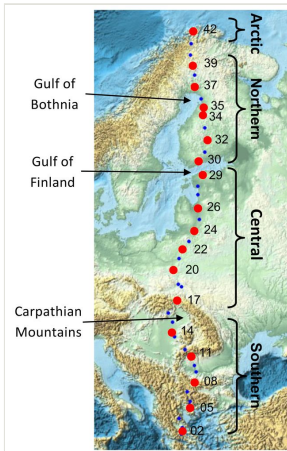 Arctic
42
Northern
39
37
Gulf of
Bothnia
35
34
32
Gulf of
Finland
30
29
Central
26
24
22
20
17
Carpathian
Mountains
14
Southern
11
08
05
02